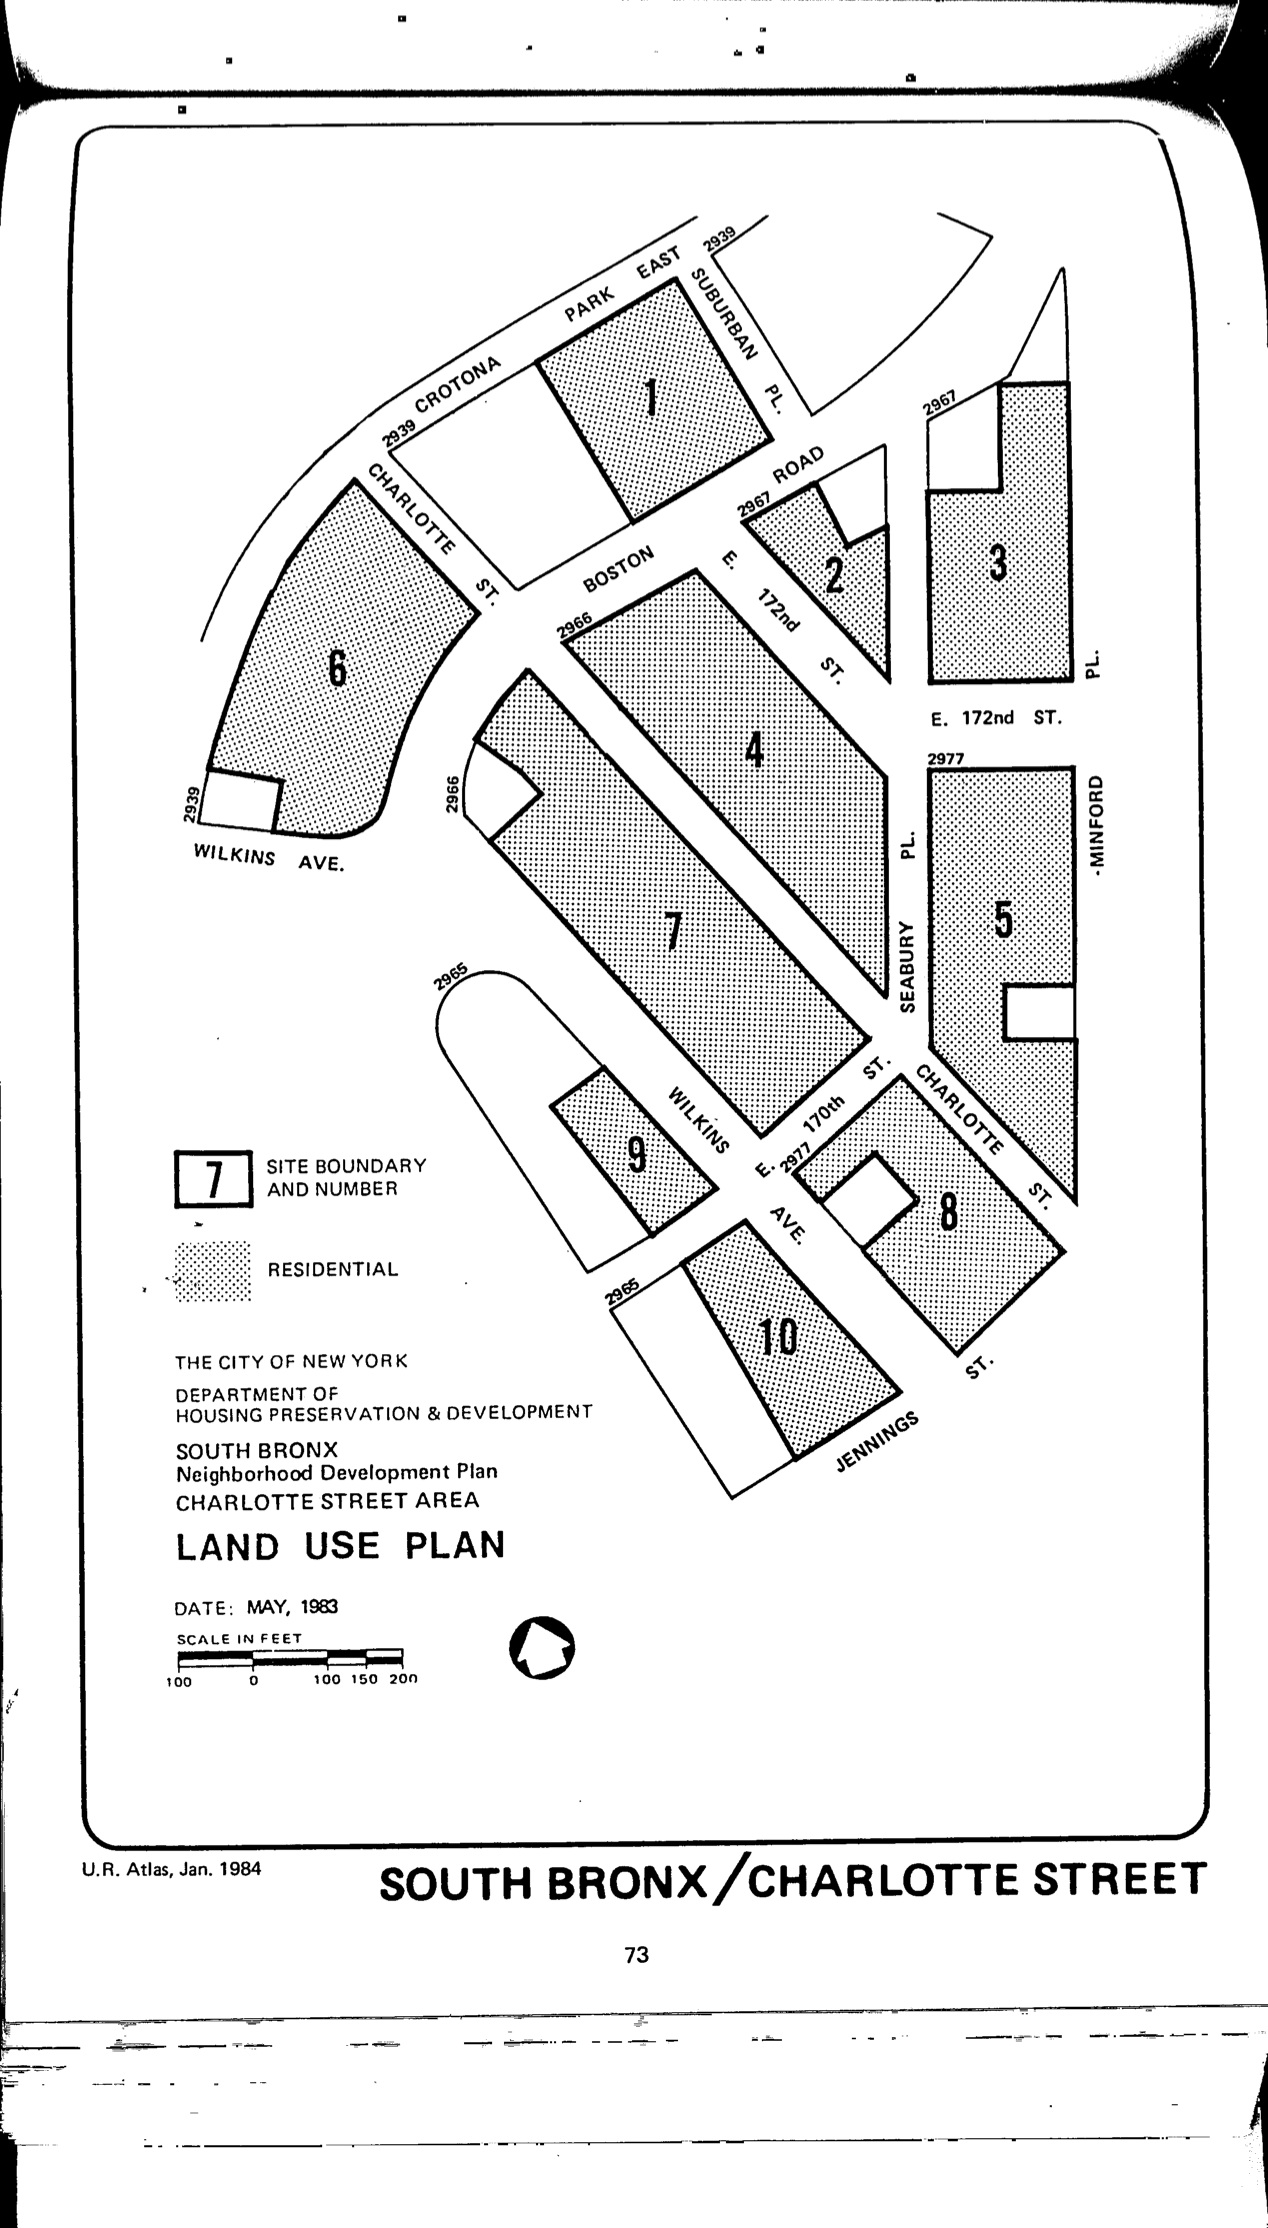 2939
EAST
PARK
CROTONA
SUBURBAN PL.
2939
1
CHARLOTTE ST.
2967
ROAD
2967
BOSTON
2
3
E. 172nd ST.
2966
6
PL.
E. 172nd ST.
4
2977
2939
2966
MINFORD
WILKINS AVE.
SEABURY PL.
5
7
2965
CHARLOTTE ST.
E. 170th ST.
WILKINS AVE.
2977
9
8
7 SITE BOUNDARY
AND NUMBER
RESIDENTIAL
2965
10
JENNINGS ST.
THE CITY OF NEW YORK
DEPARTMENT OF
HOUSING PRESERVATION & DEVELOPMENT
SOUTH BRONX
Neighborhood Development Plan
CHARLOTTE STREET AREA
LAND USE PLAN
DATE: MAY, 1983
SCALE IN FEET
100 0 100 150 200
U.R. Atlas, Jan. 1984
SOUTH BRONX/CHARLOTTE STREET
73